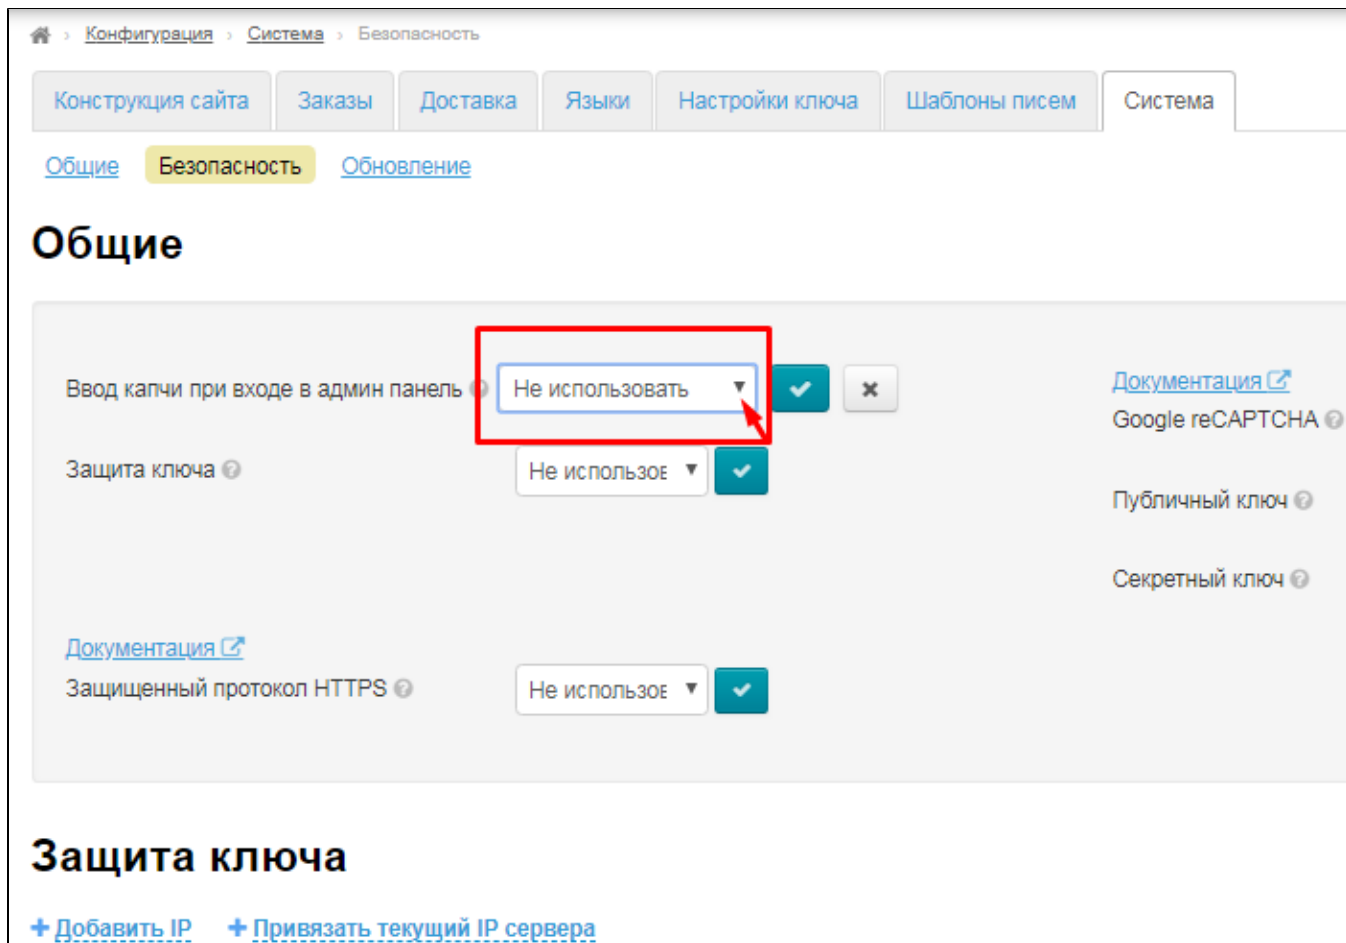 Конфигурация › Система › Безопасность
Конструкция сайта Заказы Доставка Языки Настройки ключа Шаблоны писем Система
Общие Безопасность Обновление
Общие
Ввод капчи при входе в админ панель ? Не использовать
Документация
Google reCAPTCHA ?
Защита ключа ? Не использов
Публичный ключ ?
Секретный ключ ?
Документация
Защищенный протокол HTTPS ? Не использов
Защита ключа
+ Добавить IP + Привязать текущий IP сервера